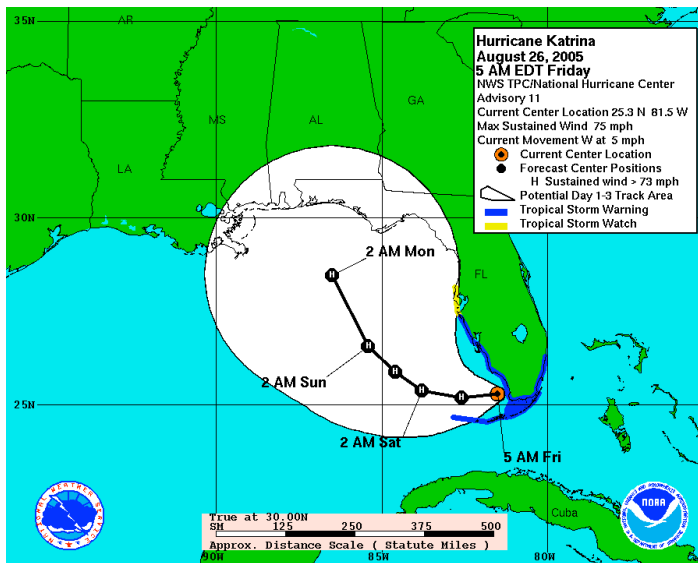 35N
AR
Hurricane Katrina
August 26, 2005
5 AM EDT Friday
NWS TPC/National Hurricane Center
Advisory 11
Current Center Location 25.3 N 81.5 W
Max Sustained Wind 75 mph
Current Movement W at 5 mph
Current Center Location
Forecast Center Positions
H Sustained wind > 73 mph
Potential Day 1-3 Track Area
Tropical Storm Warning
Tropical Storm Watch
GA
MS
AL
LA
30N
2 AM Mon
FL
H
H
2 AM Sun
H
H
H
25N
2 AM Sat
5 AM Fri
NATIONAL WEATHER SERVICE
NOAA
Cuba
True at 30.00N
SM 125 250 375 500
Approx. Distance Scale ( Statute Miles )
90W
85W
80W